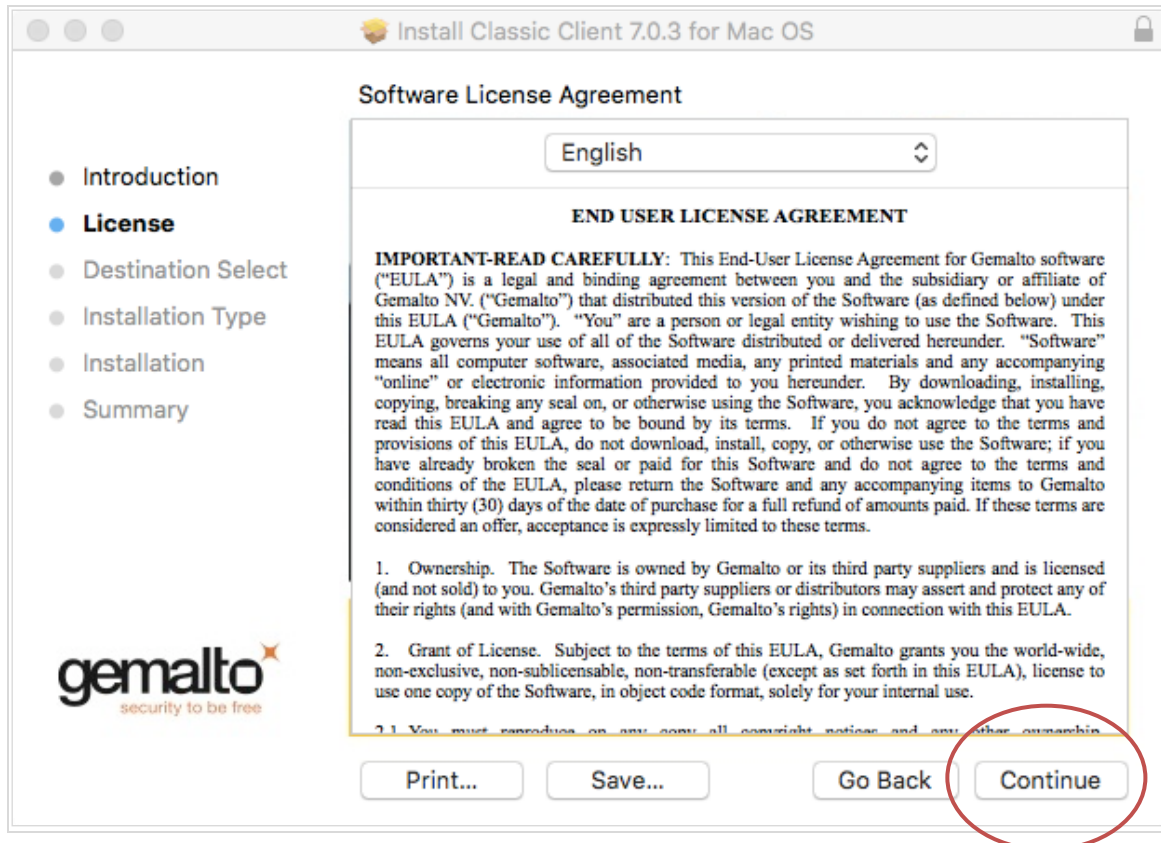 Install Classic Client 7.0.3 for Mac OS
Software License Agreement
Introduction
License
Destination Select
Installation Type
Installation
Summary
gemalto
security to be free
English
END USER LICENSE AGREEMENT
IMPORTANT-READ CAREFULLY: This End-User License Agreement for Gemalto software
(“EULA”) is a legal and binding agreement between you and the subsidiary or affiliate of
Gemalto NV. (“Gemalto”) that distributed this version of the Software (as defined below) under
this EULA (“Gemalto”). “You” are a person or legal entity wishing to use the Software. This
EULA governs your use of all of the Software distributed or delivered hereunder. “Software”
means all computer software, associated media, any printed materials and any accompanying
“online” or electronic information provided to you hereunder. By downloading, installing,
copying, breaking any seal on, or otherwise using the Software, you acknowledge that you have
read this EULA and agree to be bound by its terms. If you do not agree to the terms and
provisions of this EULA, do not download, install, copy, or otherwise use the Software; if you
have already broken the seal or paid for this Software and do not agree to the terms and
conditions of the EULA, please return the Software and any accompanying items to Gemalto
within thirty (30) days of the date of purchase for a full refund of amounts paid. If these terms are
considered an offer, acceptance is expressly limited to these terms.
1. Ownership. The Software is owned by Gemalto or its third party suppliers and is licensed
(and not sold) to you. Gemalto’s third party suppliers or distributors may assert and protect any of
their rights (and with Gemalto’s permission, Gemalto’s rights) in connection with this EULA.
2. Grant of License. Subject to the terms of this EULA, Gemalto grants you the world-wide,
non-exclusive, non-sublicensable, non-transferable (except as set forth in this EULA), license to
use one copy of the Software, in object code format, solely for your internal use.
2.1 You must reproduce on any copy all copyright notices and any other ownership
Print...
Save...
Go Back
Continue